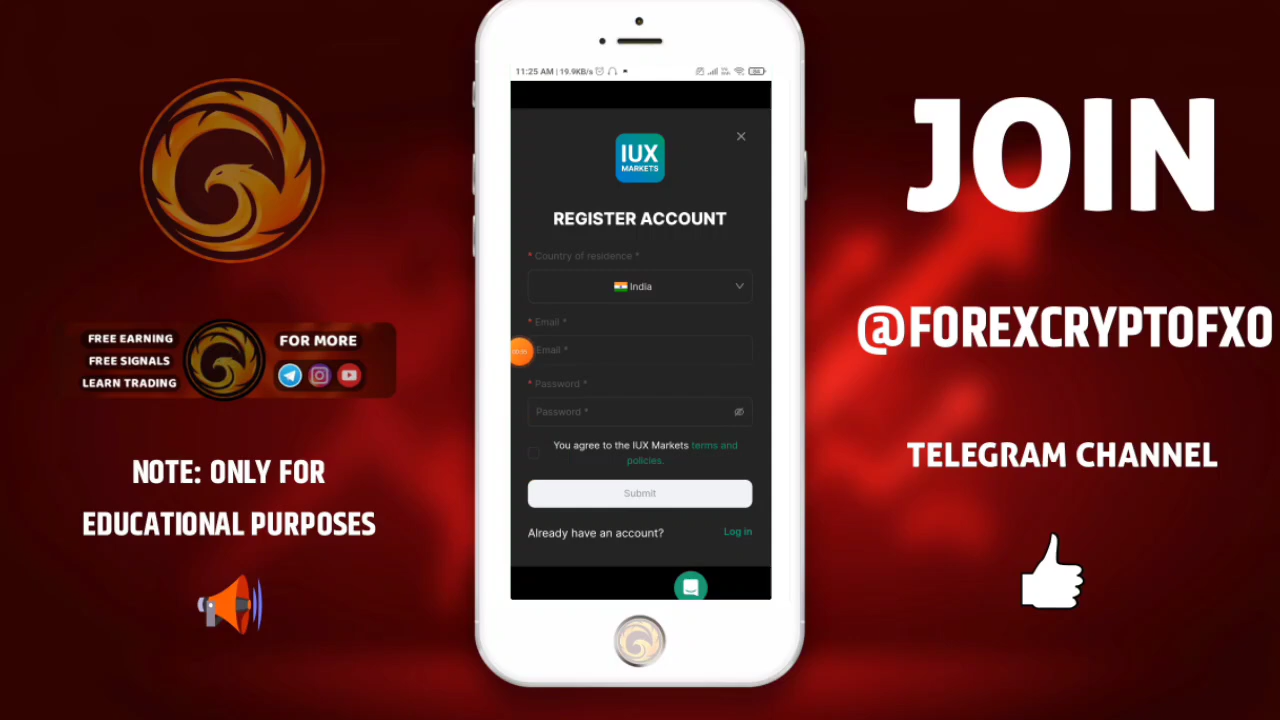 FREE EARNING
FREE SIGNALS
LEARN TRADING
FOR MORE
NOTE: ONLY FOR
EDUCATIONAL PURPOSES
11:25 AM | 19.9KB/s
IUX
MARKETS
REGISTER ACCOUNT
* Country of residence *
India
* Email *
Email *
* Password *
Password *
You agree to the IUX Markets terms and
policies.
Submit
Already have an account? Log in
JOIN
@FOREXCRYPTOFXO
TELEGRAM CHANNEL